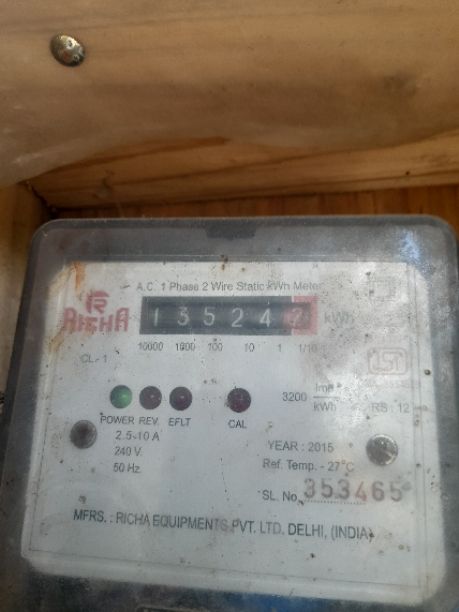 A.C. 1 Phase 2 Wire Static kWh Meter
RICHA
13524 kWh
10000 1000 100 10 1 1/10
CL.- 1
ISI
3200 Imp / kWh
RS : 12
POWER REV. EFLT CAL
2.5-10 A
240 V.
50 Hz.
YEAR : 2015
Ref. Temp. - 27°C
SL. No. 353465
MFRS. : RICHA EQUIPMENTS PVT. LTD. DELHI, (INDIA)